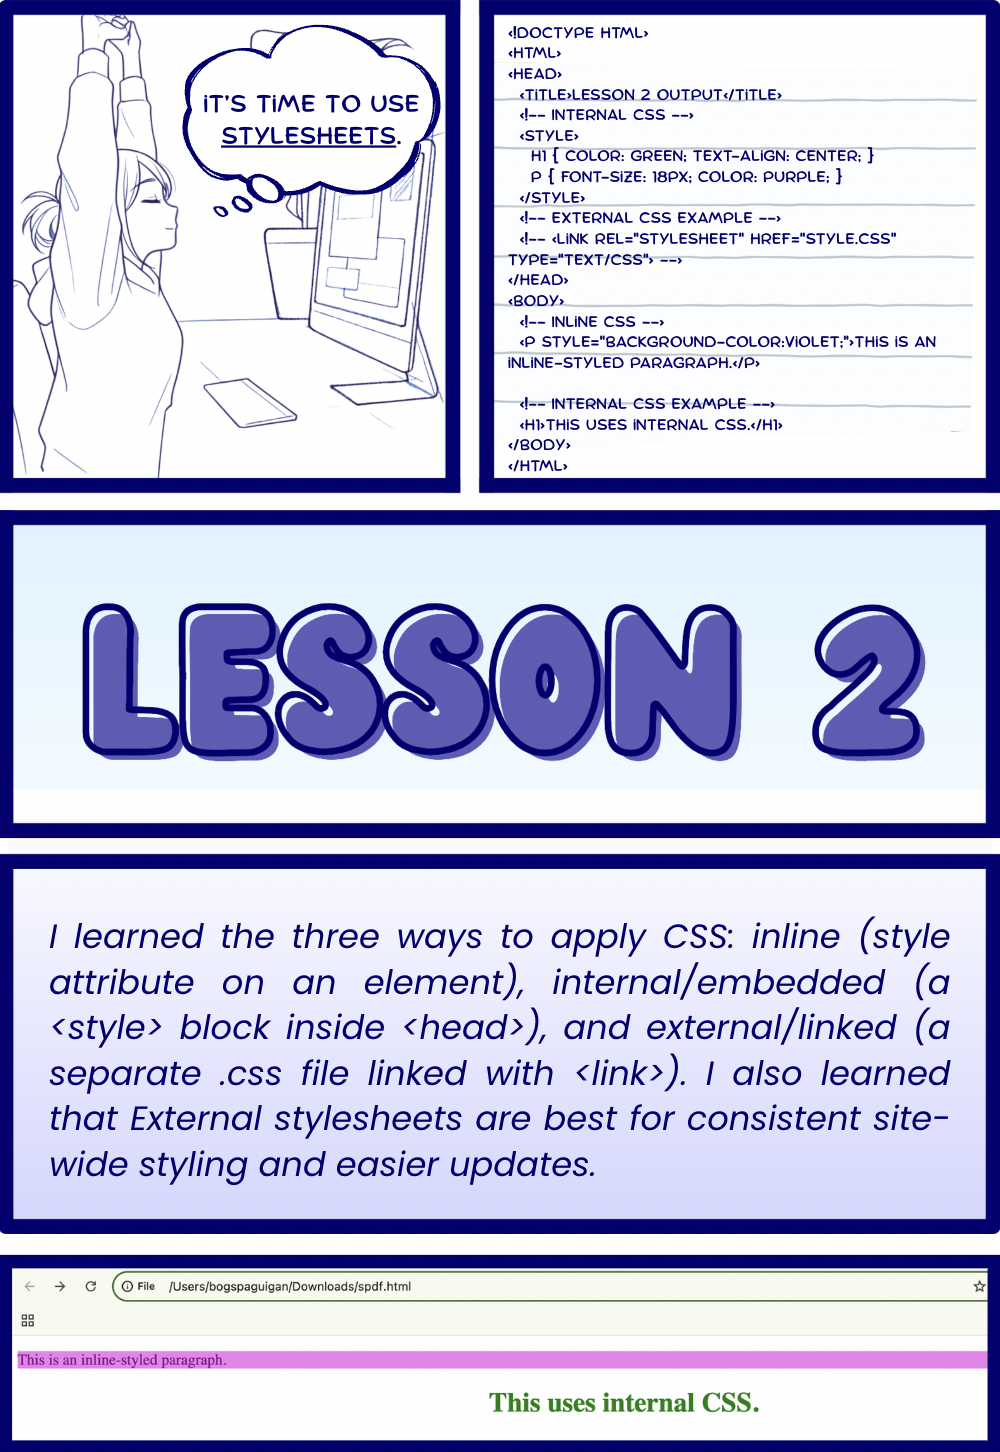 IT'S TIME TO USE
STYLESHEETS.
<!DOCTYPE HTML>
<HTML>
<HEAD>
<TITLE>LESSON 2 OUTPUT</TITLE>
<!-- INTERNAL CSS -->
<STYLE>
H1 { COLOR: GREEN; TEXT-ALIGN: CENTER; }
P { FONT-SIZE: 18PX; COLOR: PURPLE; }
</STYLE>
<!-- EXTERNAL CSS EXAMPLE -->
<!-- <LINK REL="STYLESHEET" HREF="STYLE.CSS"
TYPE="TEXT/CSS"> -->
</HEAD>
<BODY>
<!-- INLINE CSS -->
<P STYLE="BACKGROUND-COLOR:VIOLET;">THIS IS AN
INLINE-STYLED PARAGRAPH.</P>
<!-- INTERNAL CSS EXAMPLE -->
<H1>THIS USES INTERNAL CSS.</H1>
</BODY>
</HTML>
LESSON 2
I learned the three ways to apply CSS: inline (style
attribute on an element), internal/embedded (a
<style> block inside <head>), and external/linked (a
separate .css file linked with <link>). I also learned
that External stylesheets are best for consistent site-
wide styling and easier updates.
File /Users/bogspaguigan/Downloads/spdf.html
This is an inline-styled paragraph.
This uses internal CSS.